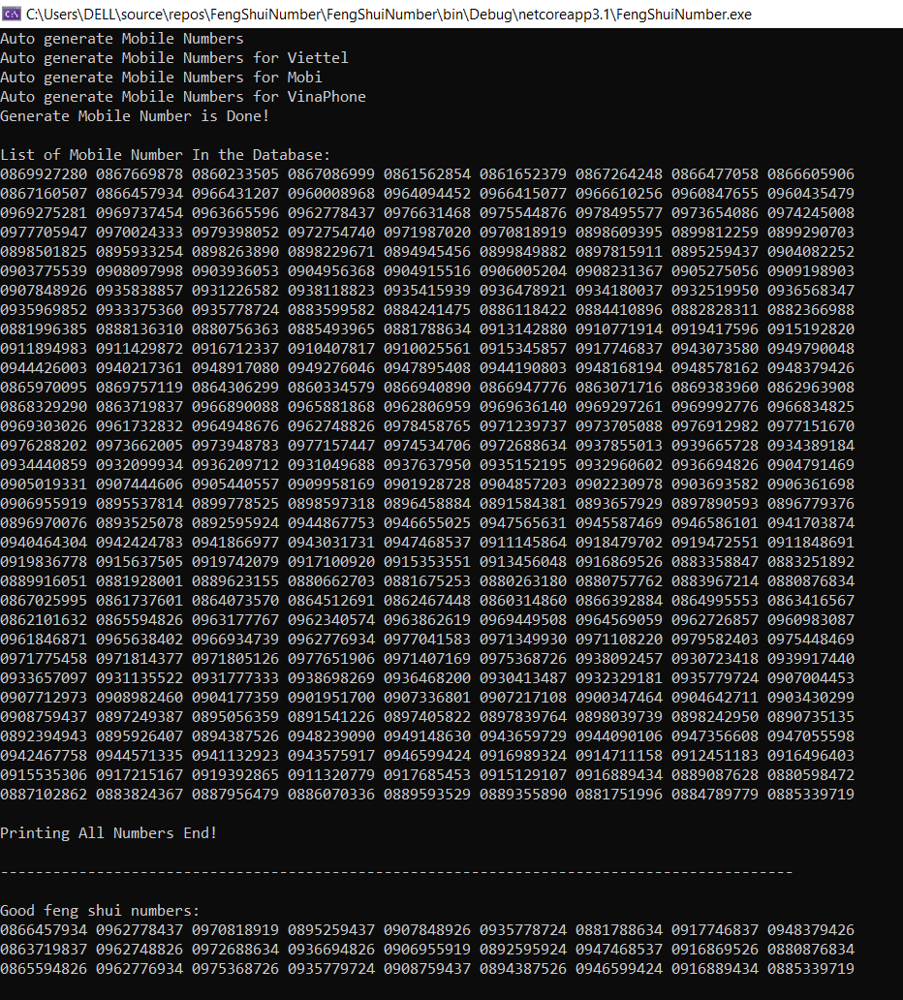 C:\Users\DELL\source\repos\FengShuiNumber\FengShuiNumber\bin\Debug\netcoreapp3.1\FengShuiNumber.exe
Auto generate Mobile Numbers
Auto generate Mobile Numbers for Viettel
Auto generate Mobile Numbers for Mobi
Auto generate Mobile Numbers for VinaPhone
Generate Mobile Number is Done!
List of Mobile Number In the Database:
0869927280 0867669878 0860233505 0867086999 0861562854 0861652379 0867264248 0866477058 0866605906
0867160507 0866457934 0966431207 0960008968 0964094452 0966415077 0966610256 0960847655 0960435479
0969275281 0969737454 0963665596 0962778437 0976631468 0975544876 0978495577 0973654086 0974245008
0977705947 0970024333 0979398052 0972754740 0971987020 0970818919 0898609395 0899812259 0899290703
0898501825 0895933254 0898263890 0898229671 0894945456 0899849882 0897815911 0895259437 0904082252
0903775539 0908097998 0903936053 0904956368 0904915516 0906005204 0908231367 0905275056 0909198903
0907848926 0935838857 0931226582 0938118823 0935415939 0936478921 0934180037 0932519950 0936568347
0935969852 0933375360 0935778724 0883599582 0884241475 0886118422 0884410896 0882828311 0882366988
0881996385 0888136310 0880756363 0885493965 0881788634 0913142880 0910771914 0919417596 0915192820
0911894983 0911429872 0916712337 0910407817 0910025561 0915345857 0917746837 0943073580 0949790048
0944426003 0940217361 0948917080 0949276046 0947895408 0944190803 0948168194 0948578162 0948379426
0865970095 0869757119 0864306299 0860334579 0866940890 0866947776 0863071716 0869383960 0862963908
0868329290 0863719837 0966890088 0965881868 0962806959 0969636140 0969297261 0969992776 0966834825
0969303026 0961732832 0964948676 0962748826 0978458765 0971239737 0973705088 0976912982 0977151670
0976288202 0973662005 0973948783 0977157447 0974534706 0972688634 0937855013 0939665728 0934389184
0934440859 0932099934 0936209712 0931049688 0937637950 0935152195 0932960602 0936694826 0904791469
0905019331 0907444606 0905440557 0909958169 0901928728 0904857203 0902230978 0903693582 0906361698
0906955919 0895537814 0899778525 0898597318 0896458884 0891584381 0893657929 0897890593 0896779376
0896970076 0893525078 0892595924 0944867753 0946655025 0947565631 0945587469 0946586101 0941703874
0940464304 0942424783 0941866977 0943031731 0947468537 0911145864 0918479702 0919472551 0911848691
0919836778 0915637505 0919742079 0917100920 0915353551 0913456048 0916869526 0883358847 0883251892
0889916051 0881928001 0889623155 0880662703 0881675253 0880263180 0880757762 0883967214 0880876834
0867025995 0861737601 0864073570 0864512691 0862467448 0860314860 0866392884 0864995553 0863416567
0862101632 0865594826 0963177767 0962340574 0963862619 0969449508 0964569059 0962726857 0960983087
0961846871 0965638402 0966934739 0962776934 0977041583 0971349930 0971108220 0979582403 0975448469
0971775458 0971814377 0971805126 0977651906 0971407169 0975368726 0938092457 0930723418 0939917440
0933657097 0931135522 0931777333 0938698269 0936468200 0930413487 0932329181 0935779724 0907004453
0907712973 0908982460 0904177359 0901951700 0907336801 0907217108 0900347464 0904642711 0903430299
0908759437 0897249387 0895056359 0891541226 0897405822 0897839764 0898039739 0898242950 0890735135
0892394943 0895926407 0894387526 0948239090 0949148630 0943659729 0944090106 0947356608 0947055598
0942467758 0944571335 0941132923 0943575917 0946599424 0916989324 0914711158 0912451183 0916496403
0915535306 0917215167 0919392865 0911320779 0917685453 0915129107 0916889434 0889087628 0880598472
0887102862 0883824367 0887956479 0886070336 0889593529 0889355890 0881751996 0884789779 0885339719
Printing All Numbers End!
-------------------------------------------------------------------------------------------
Good feng shui numbers:
0866457934 0962778437 0970818919 0895259437 0907848926 0935778724 0881788634 0917746837 0948379426
0863719837 0962748826 0972688634 0936694826 0906955919 0892595924 0947468537 0916869526 0880876834
0865594826 0962776934 0975368726 0935779724 0908759437 0894387526 0946599424 0916889434 0885339719